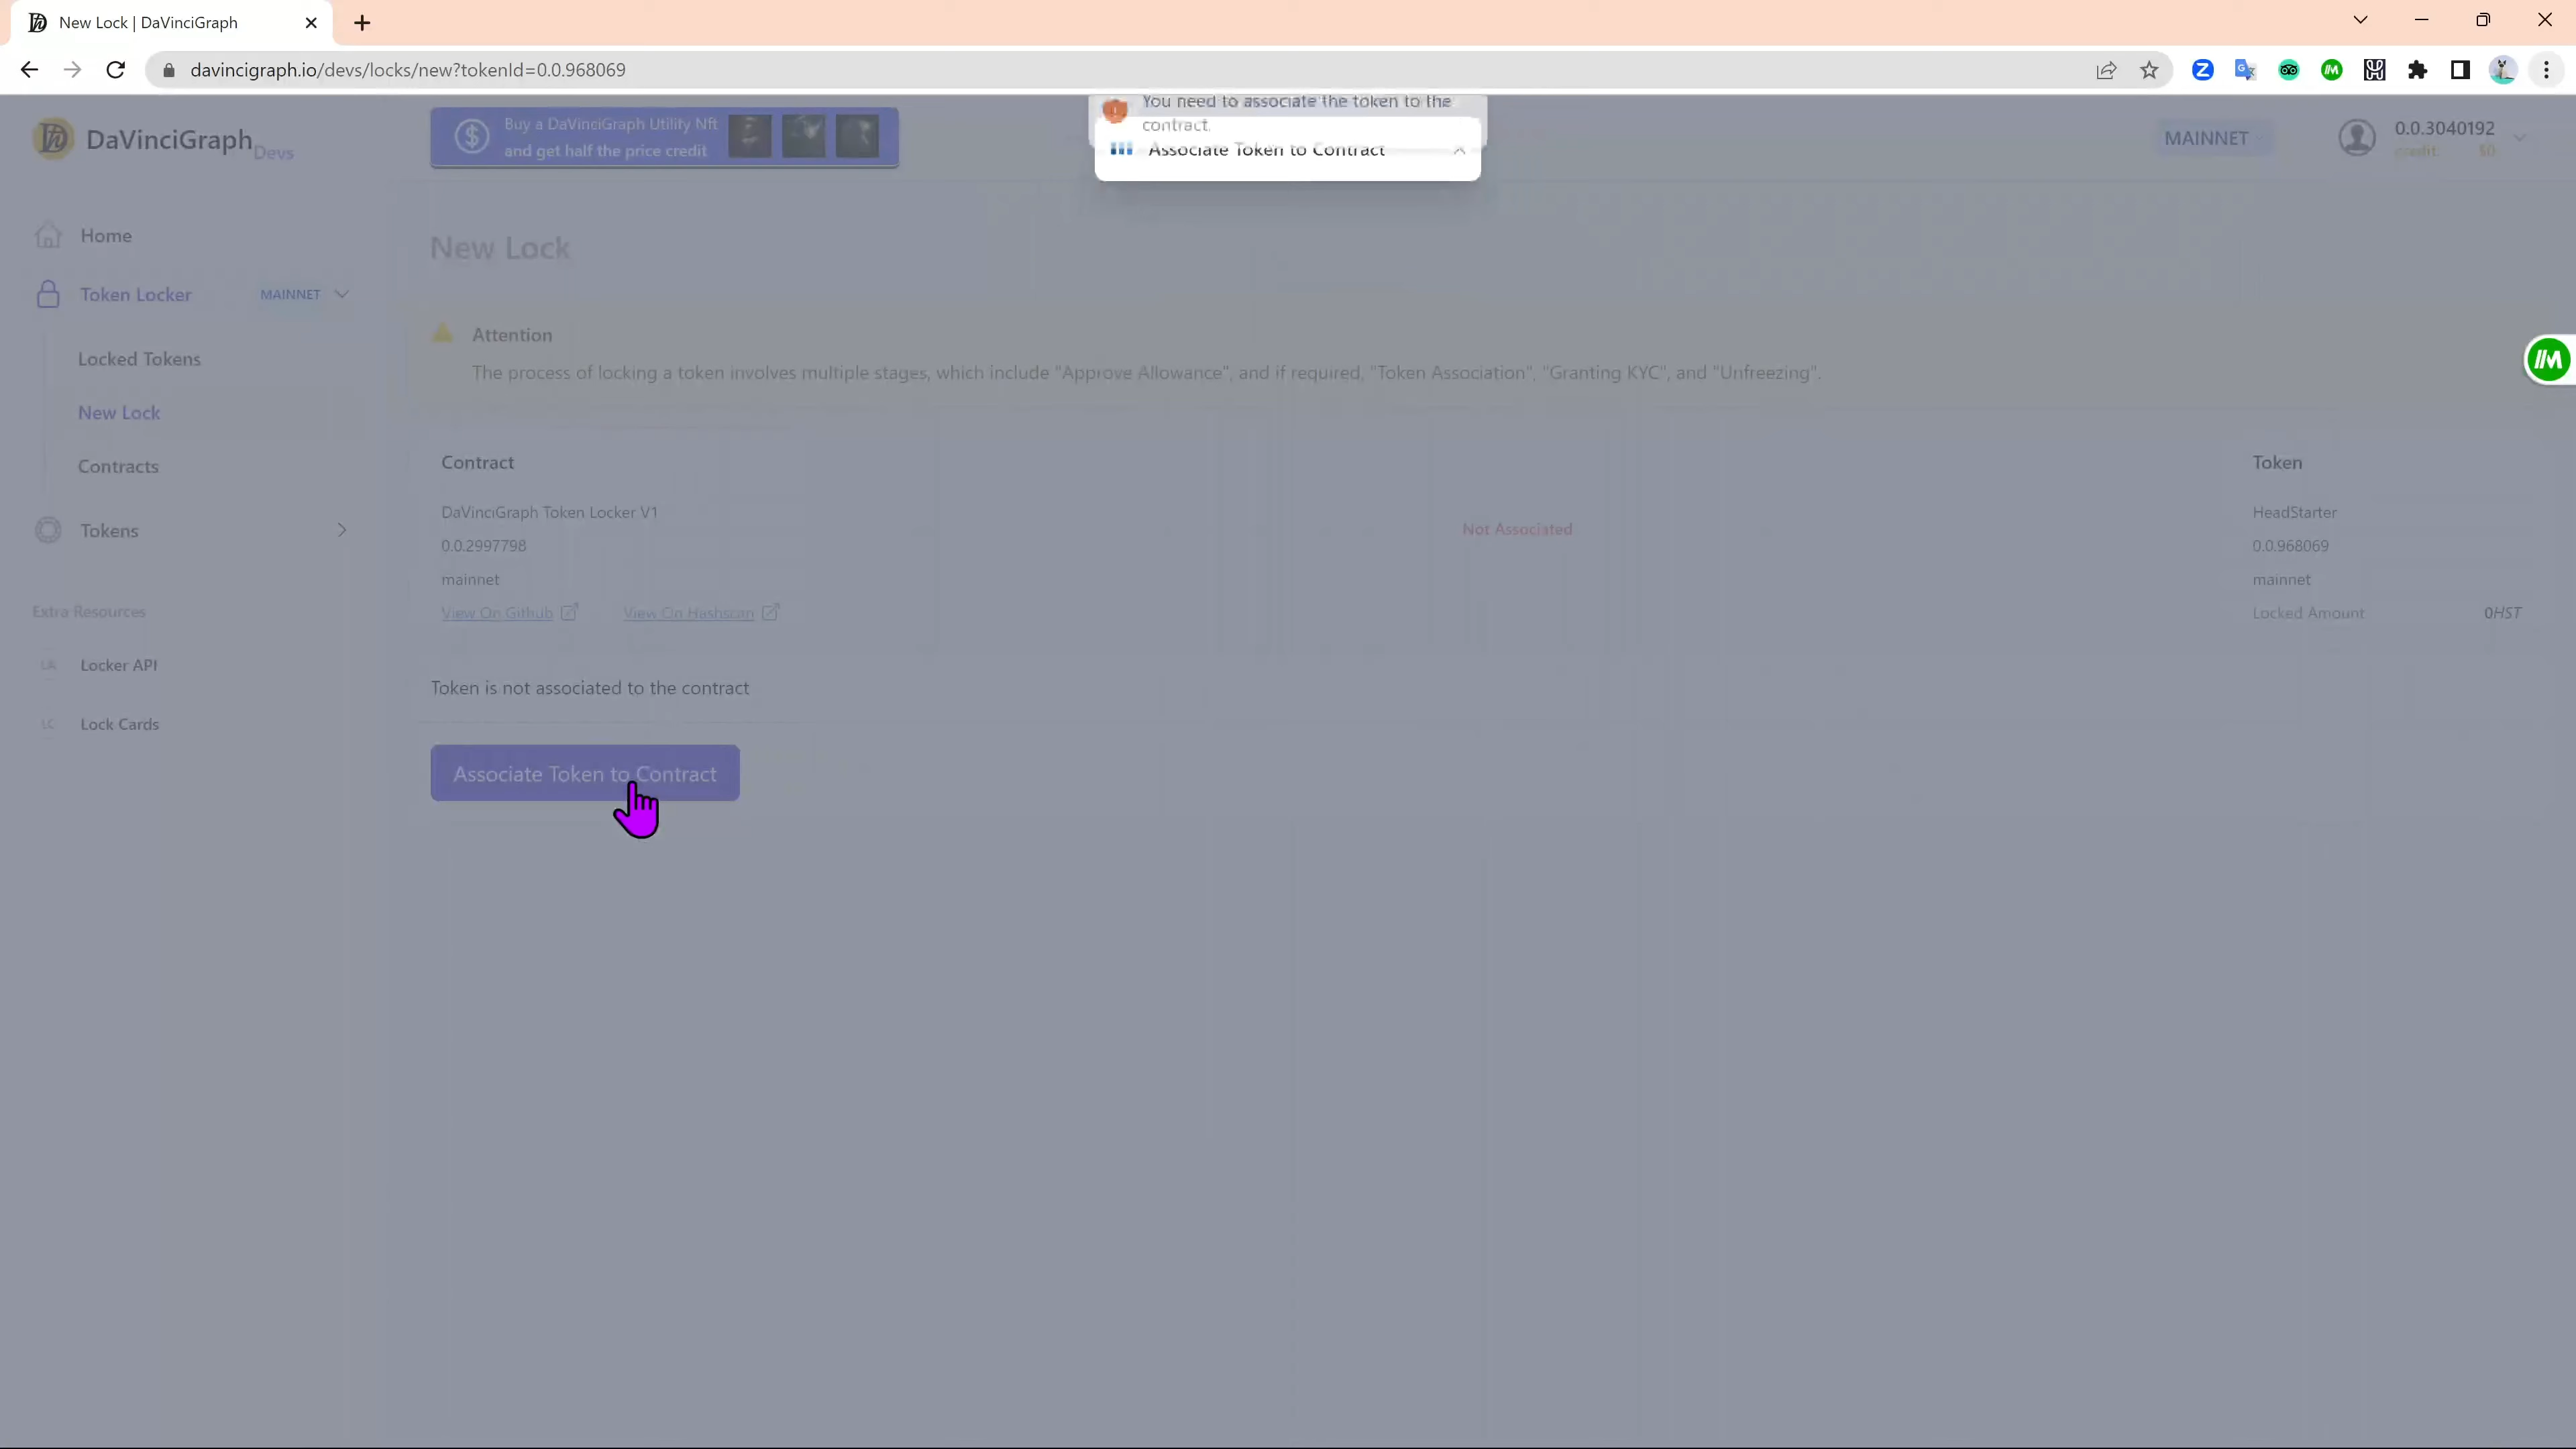 New Lock | DaVinciGraph
davincigraph.io/devs/locks/new?tokenId=0.0.968069
DaVinciGraph Devs
Buy a DaVinciGraph Utility Nft
and get half the price credit
You need to associate the token to the
contract.
Associate Token to Contract
MAINNET
0.0.3040192
credit: $0
Home
Token Locker MAINNET
Locked Tokens
New Lock
Contracts
Tokens
Extra Resources
LA Locker API
LC Lock Cards
New Lock
Attention
The process of locking a token involves multiple stages, which include "Approve Allowance", and if required, "Token Association", "Granting KYC", and "Unfreezing".
Contract
DaVinciGraph Token Locker V1
0.0.2997798
mainnet
View On Github View On Hashscan
Not Associated
Token
HeadStarter
0.0.968069
mainnet
Locked Amount 0HST
Token is not associated to the contract
Associate Token to Contract